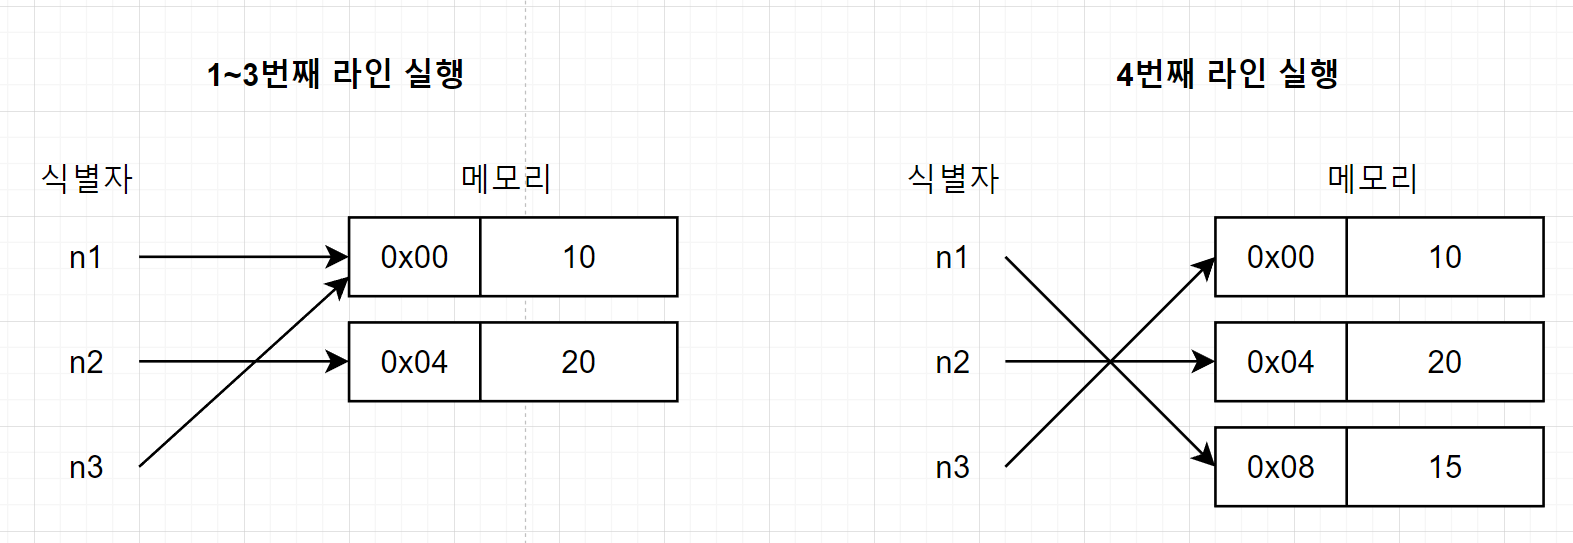 1~3번째 라인 실행
식별자 메모리
n1 0x00 10
n2 0x04 20
n3
4번째 라인 실행
식별자 메모리
n1 0x00 10
n2 0x04 20
n3 0x08 15